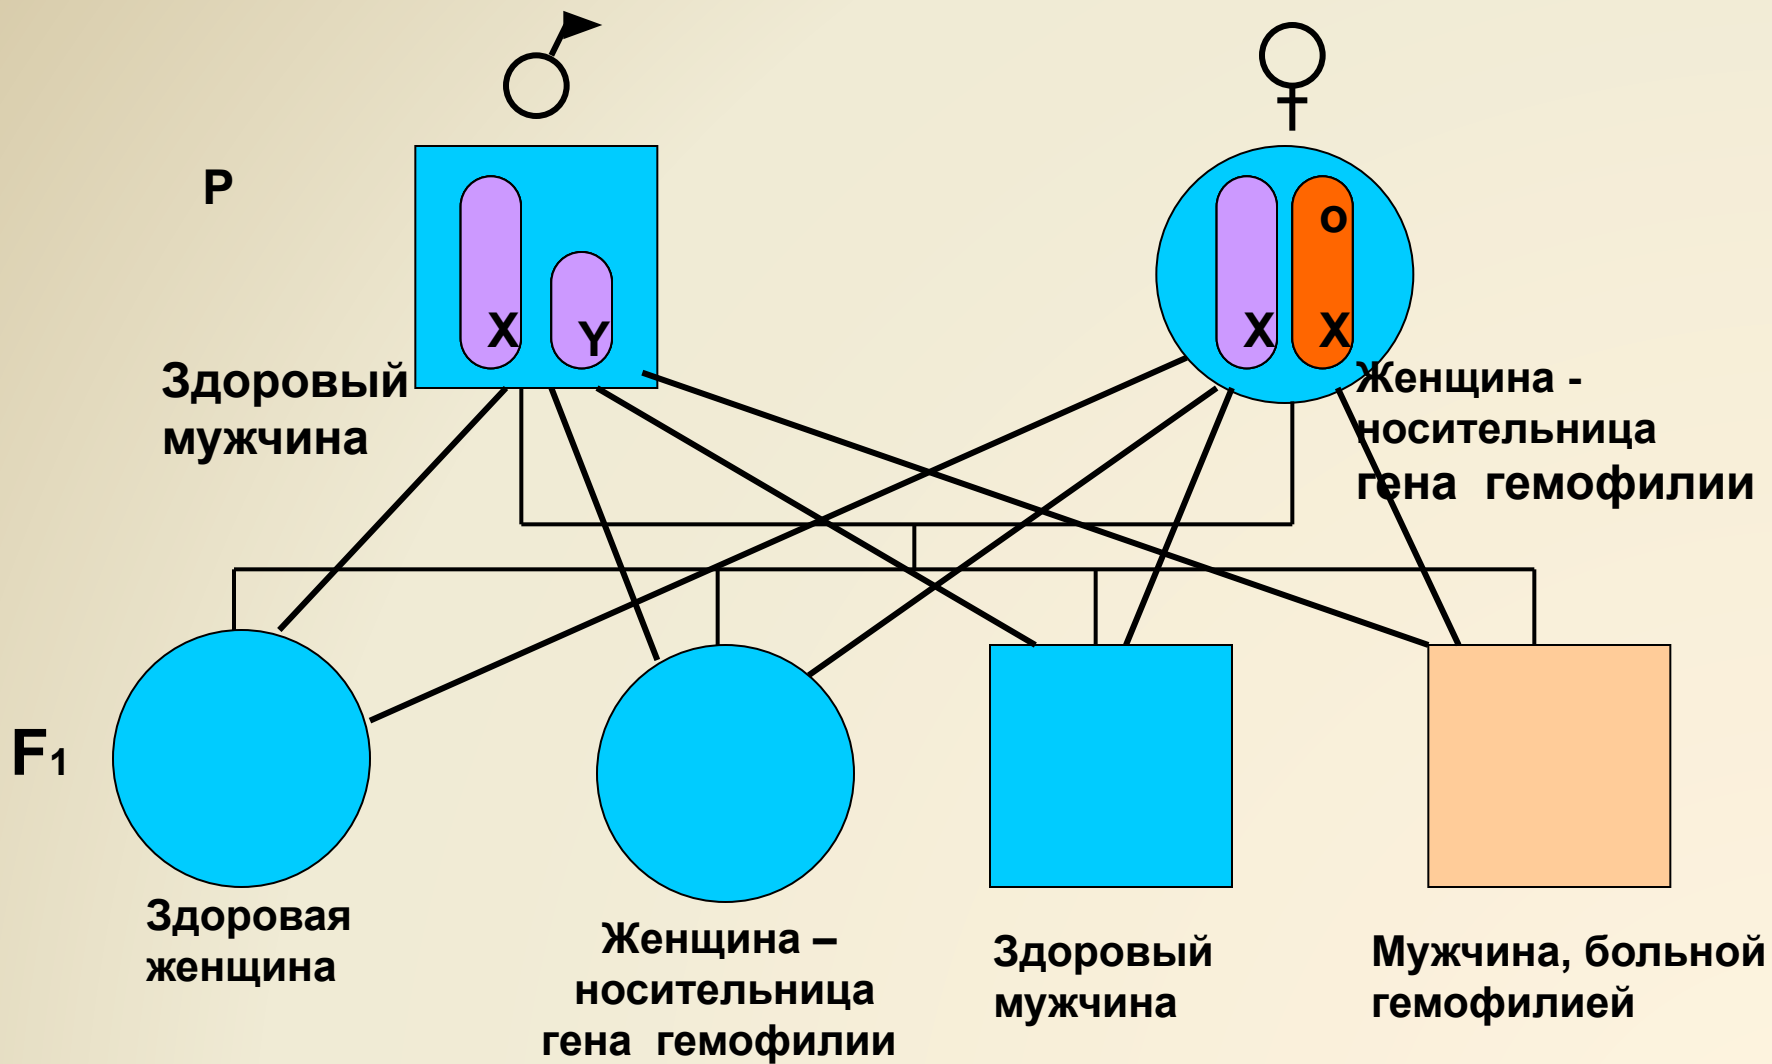 P
X
Y
o
X
X
Здоровый
мужчина
Женщина -
носительница
гена гемофилии
F1
Здоровая
женщина
Женщина –
носительница
гена гемофилии
Здоровый
мужчина
Мужчина, больной
гемофилией